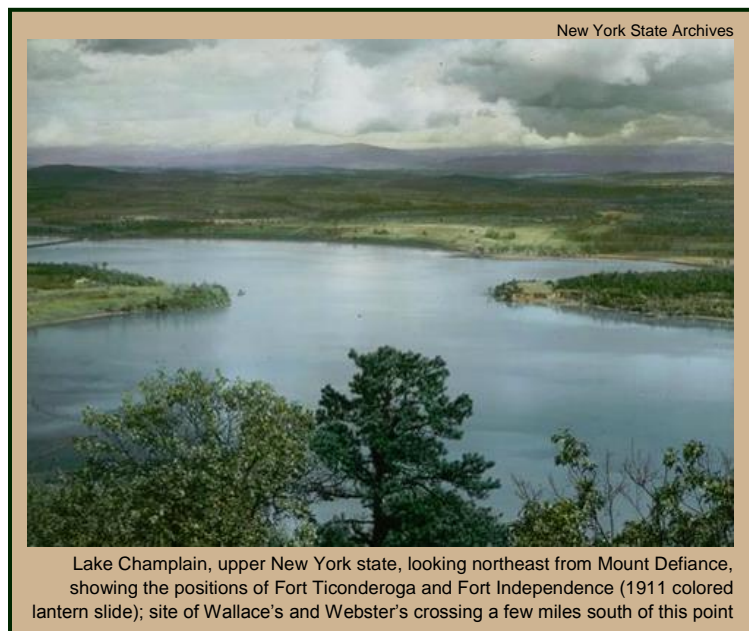 New York State Archives
Lake Champlain, upper New York state, looking northeast from Mount Defiance,
showing the positions of Fort Ticonderoga and Fort Independence (1911 colored
lantern slide); site of Wallace’s and Webster’s crossing a few miles south of this point